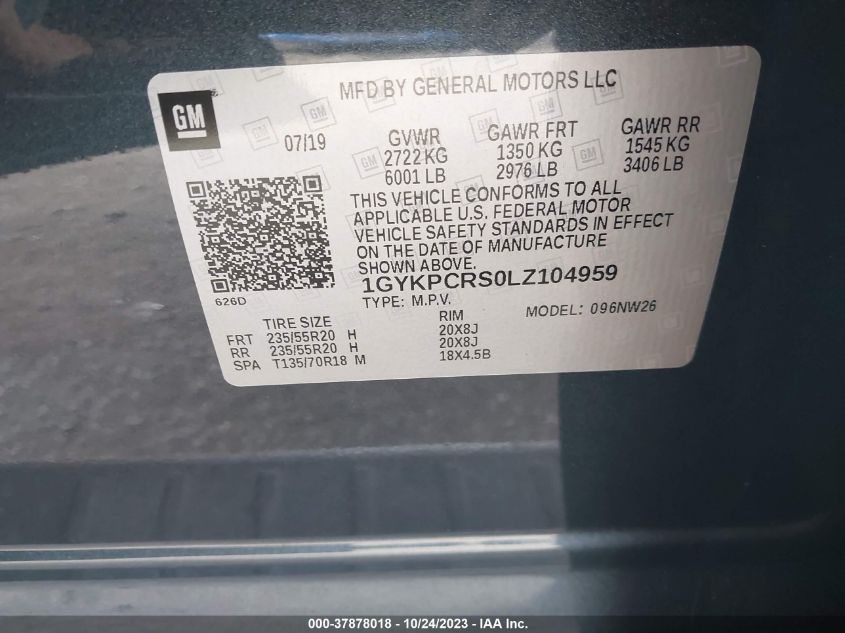 MFD BY GENERAL MOTORS LLC
GM
07/19
GVWR GAWR FRT GAWR RR
2722 KG 1350 KG 1545 KG
6001 LB 2976 LB 3406 LB
THIS VEHICLE CONFORMS TO ALL
APPLICABLE U.S. FEDERAL MOTOR
VEHICLE SAFETY STANDARDS IN EFFECT
ON THE DATE OF MANUFACTURE
SHOWN ABOVE.
626D
1GYKPCRS0LZ104959
TYPE: M.P.V. MODEL: 096NW26
TIRE SIZE RIM
FRT 235/55R20 H 20X8J
RR 235/55R20 H 20X8J
SPA T135/70R18 M 18X4.5B
000-37878018 - 10/24/2023 - IAA Inc.